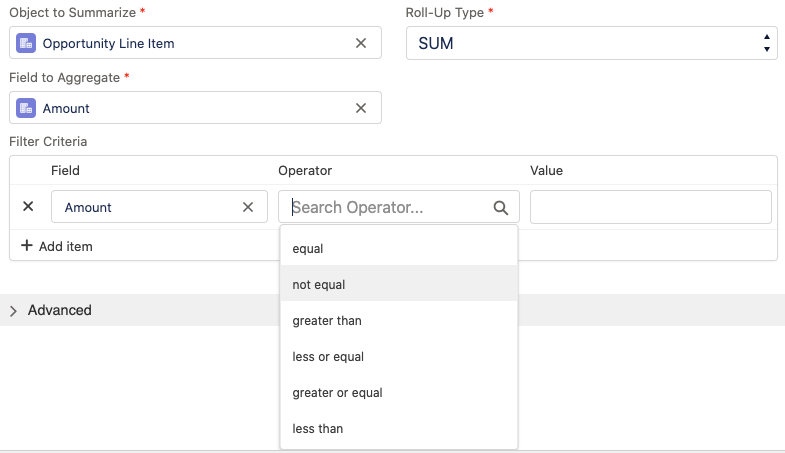 Object to Summarize *
Roll-Up Type *
Opportunity Line Item
SUM
Field to Aggregate *
Amount
Filter Criteria
Field Operator Value
Amount Search Operator...
Add item
equal
not equal
greater than
less or equal
greater or equal
less than
Advanced